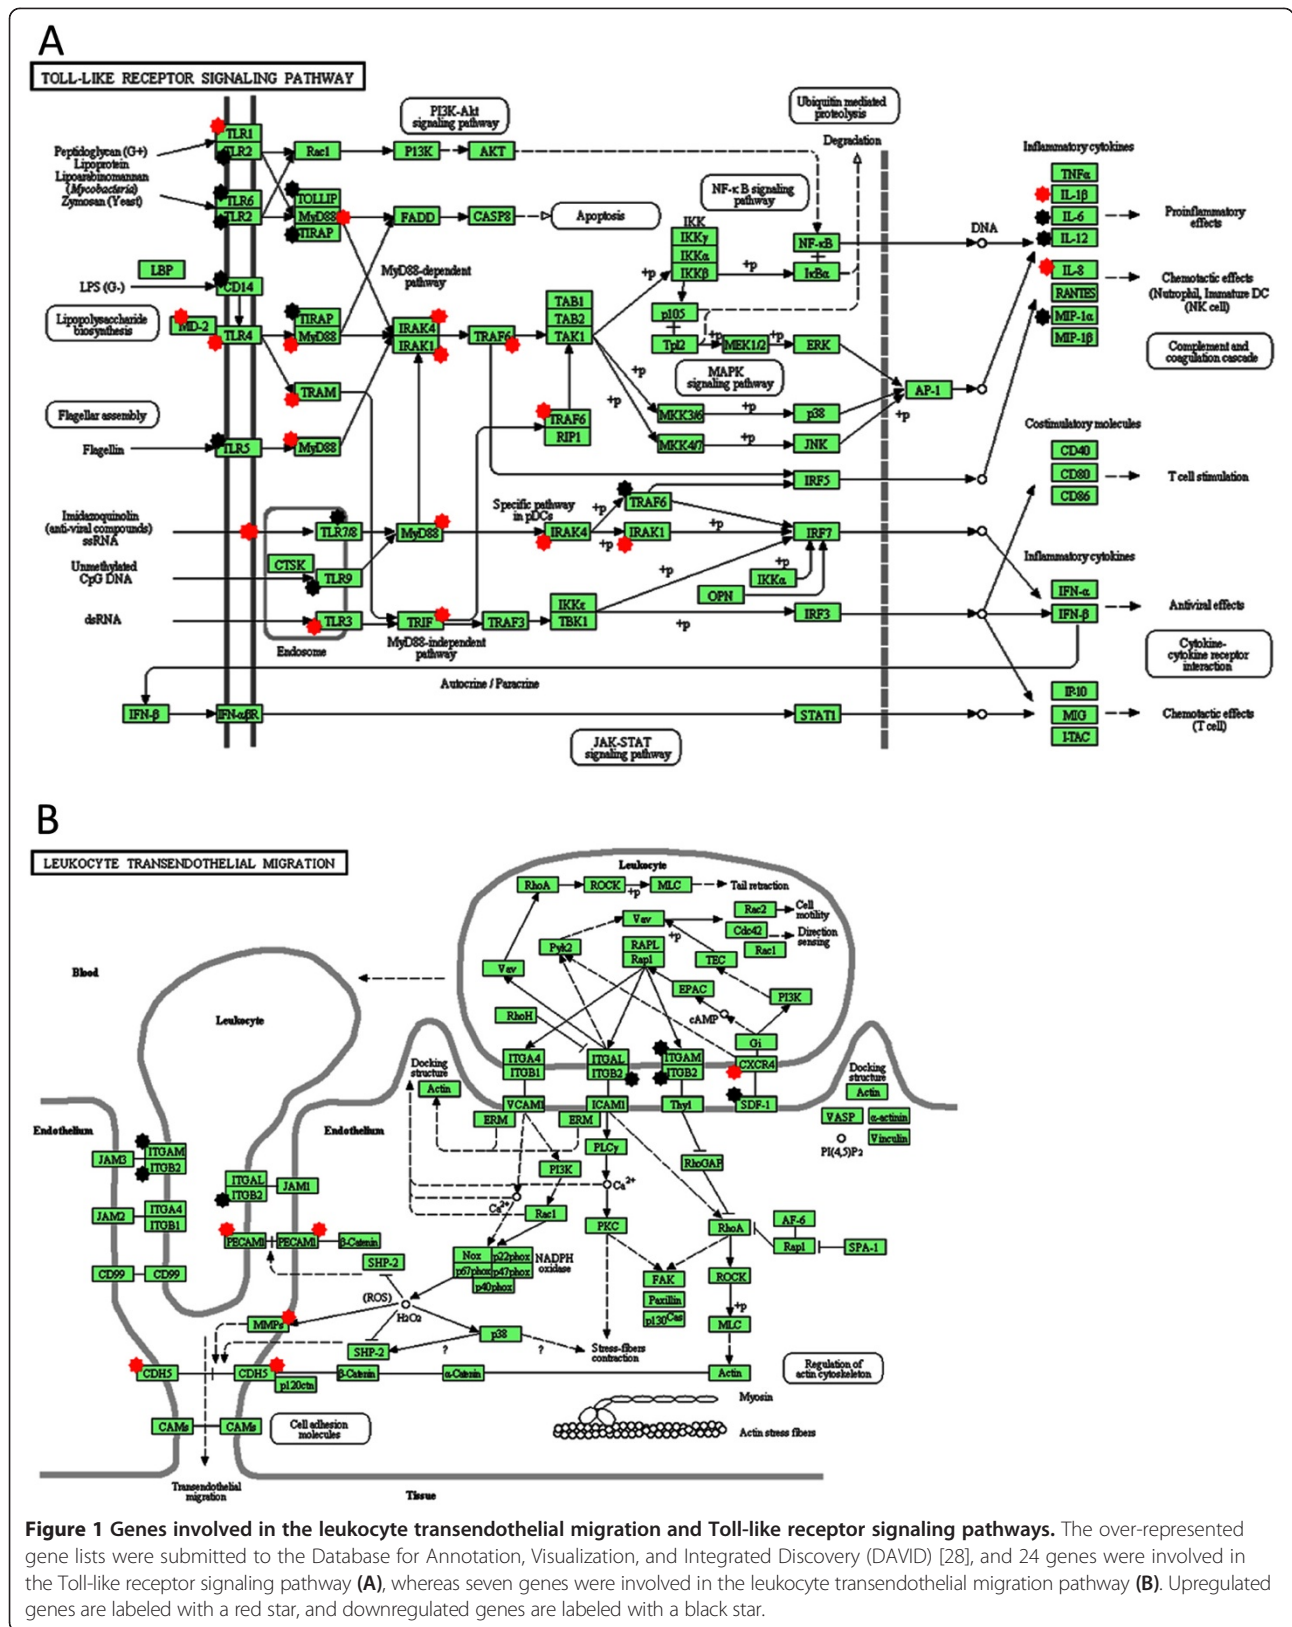 A
TOLL-LIKE RECEPTOR SIGNALING PATHWAY
PI3K-Akt
signaling pathway
Ubiquitin mediated
proteolysis
Degradation
Inflammatory cytokines
TLR1
TLR2
Peptidoglycan (G+)
Lipoprotein
Lipoarabinomannan
(Mycobacteria)
Zymosan (Yeast)
Rac1
P13K
AKT
TLR6
TLR2
TOLLIP
MyD88
TIRAP
FADD
CASP8
Apoptosis
NF-κB signaling
pathway
IKK
IKKγ
IKKα
IKKβ
+p
+p
NF-κB
+
IκBα
DNA
TNFα
IL-1β
IL-6
IL-12
Proinflammatory
effects
LBP
LPS (G-)
CD14
MyD88-dependent
pathway
IL-8
RANTES
MIP-1α
MIP-1β
Chemotactic effects
(Nutrophil, Immature DC
(NK cell)
Lipopolysaccharide
biosynthesis
MD-2
TLR4
TIRAP
MyD88
IRAK4
IRAK1
TRAF6
TAB1
TAB2
TAK1
p105
+
Tpl2
+p
MEK1/2
+p
ERK
Complement and
coagulation cascade
MAPK
signaling pathway
TRAM
AP-1
+p
Flagellar assembly
TRAF6
RIP1
+p
+p
MKK3/6
+p
p38
MKK4/7
+p
JNK
Costimulatory molecules
CD40
CD80
CD86
T cell stimulation
Flagellin
TLR5
MyD88
IRF5
Imidazoquinolin
(anti-viral compounds)
ssRNA
TLR7/8
MyD88
Specific pathway
in pDCs
IRAK4
+p
+p
TRAF6
IRAK1
+p
IRF7
Unmethylated
CpG DNA
CTSK
TLR9
+p
IKKα
+p
OPN
Inflammatory cytokines
IFN-α
IFN-β
Antiviral effects
dsRNA
TLR3
TRIF
TRAF3
IKKε
TBK1
+p
IRF3
Endosome
MyD88-independent
pathway
Cytokine-
cytokine receptor
interaction
Autocrine / Paracrine
IFN-β
IFN-αβR
STAT1
IP-10
MIG
I-TAC
Chemotactic effects
(T cell)
JAK-STAT
signaling pathway
B
LEUKOCYTE TRANSENDOTHELIAL MIGRATION
Leukocyte
RhoA
ROCK
+p
MLC
Tail retraction
Vav
+p
Rac2
Cell
motility
Cdc42
Direction
sensing
Rac1
Pyk2
RAPL
Rap1
TEC
Blood
Vav
EPAC
PI3K
cAMP
Leukocyte
RhoH
Gi
ITGA4
ITGB1
ITGAL
ITGB2
ITGAM
ITGB2
CXCR4
Docking
structure
Actin
Docking
structure
Actin
VCAM1
ICAM1
Thy1
SDF-1
ERM
ERM
VASP
α-actinin
PI(4,5)P2
Vinculin
Endothelium
Endothelium
JAM3
ITGAM
ITGB2
PLCγ
RhoGAP
PI3K
ITGAL
ITGB2
JAM1
Ca2+
Ca2+
JAM2
ITGA4
ITGB1
Rac1
PKC
RhoA
AF-6
Rap1
SPA-1
PECAM1
PECAM1
β-Catenin
SHP-2
Nox
p22phox
p67phox
p47phox
p40phox
NADPH
oxidase
CD99
CD99
FAK
Paxillin
p130Cas
ROCK
+p
MLC
(ROS)
H2O2
MMPs
p38
SHP-2
?
?
Stress-fibers
contraction
CDH5
CDH5
p120ctn
β-Catenin
α-Catenin
Actin
Regulation of
actin cytoskeleton
Myosin
CAMs
CAMs
Cell adhesion
molecules
Actin stress fibers
Transendothelial
migration
Tissue
Figure 1 Genes involved in the leukocyte transendothelial migration and Toll-like receptor signaling pathways. The over-represented
gene lists were submitted to the Database for Annotation, Visualization, and Integrated Discovery (DAVID) [28], and 24 genes were involved in
the Toll-like receptor signaling pathway (A), whereas seven genes were involved in the leukocyte transendothelial migration pathway (B). Upregulated
genes are labeled with a red star, and downregulated genes are labeled with a black star.